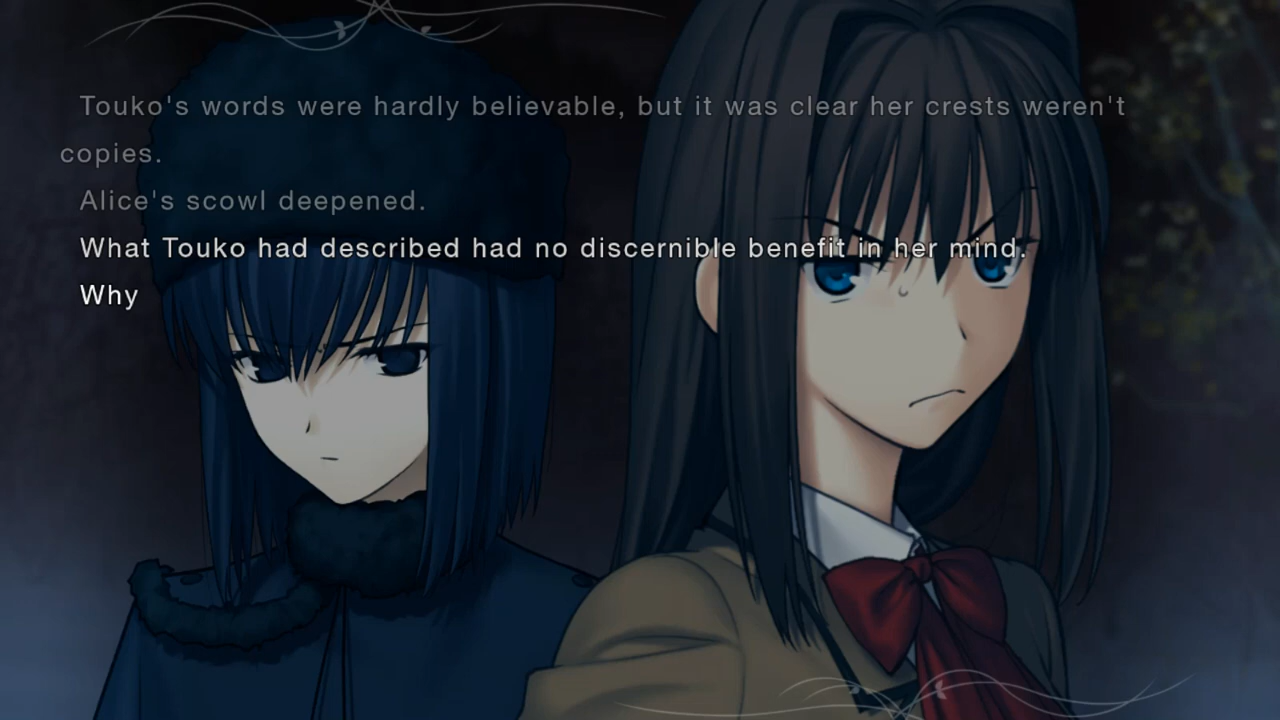 Touko's words were hardly believable, but it was clear her crests weren't
copies.
Alice's scowl deepened.
What Touko had described had no discernible benefit in her mind.
Why